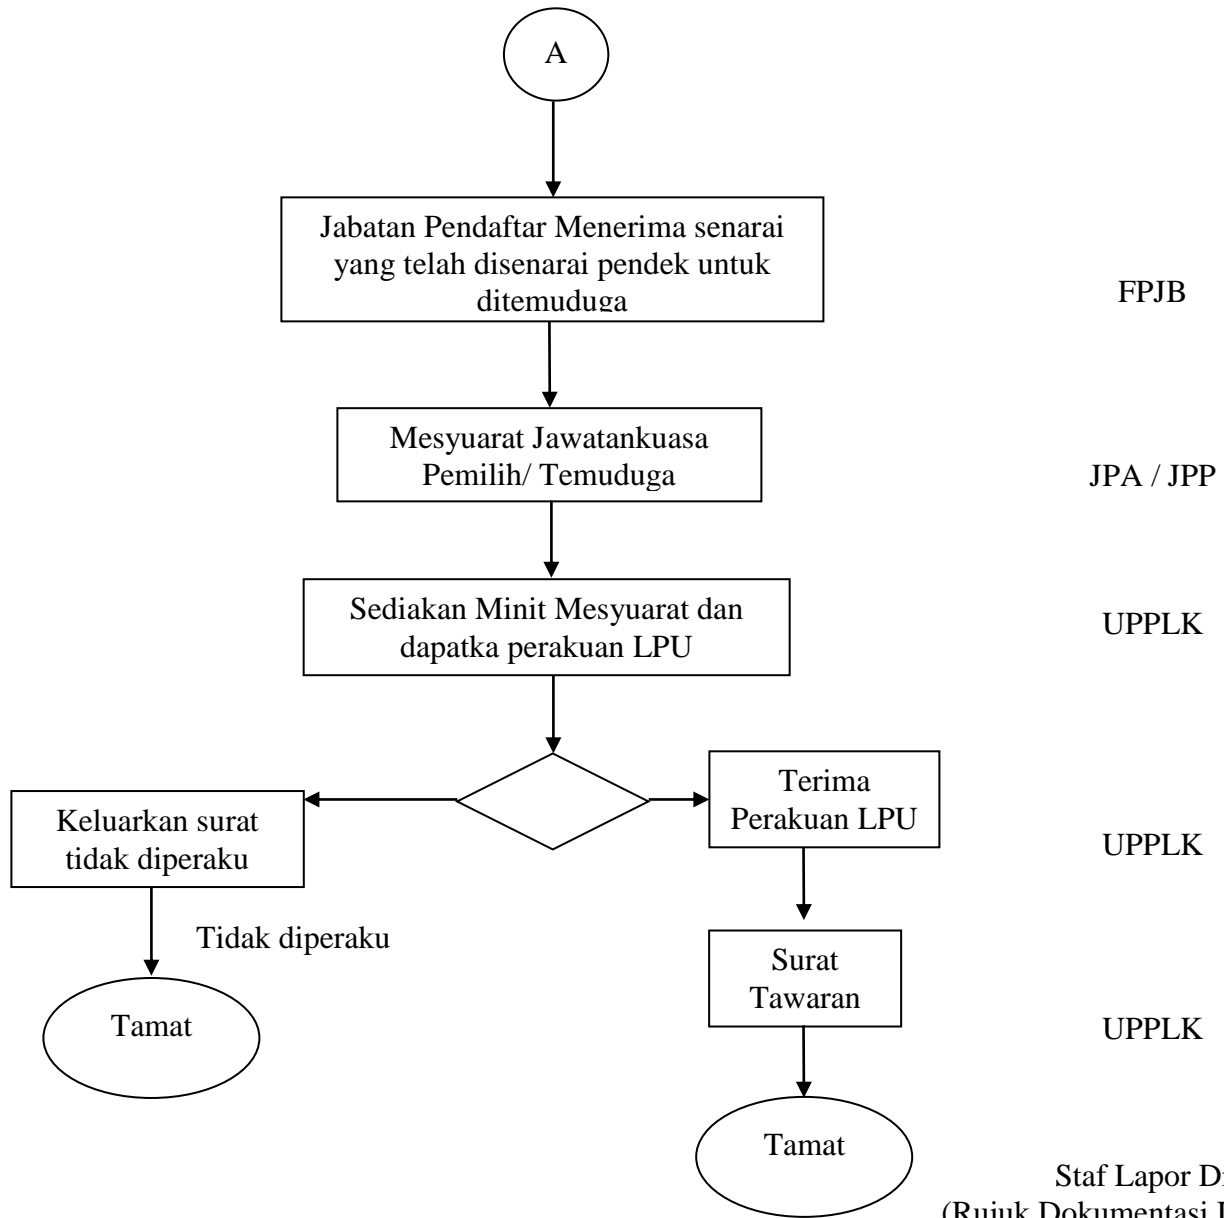 A
Jabatan Pendaftar Menerima senarai
yang telah disenarai pendek untuk
ditemuduga
FPJB
Mesyuarat Jawatankuasa
Pemilih/ Temuduga
JPA / JPP
Sediakan Minit Mesyuarat dan
dapatka perakuan LPU
UPPLK
Terima
Perakuan LPU
Keluarkan surat
tidak diperaku
UPPLK
Tidak diperaku
Surat
Tawaran
Tamat
UPPLK
Tamat
Staf Lapor
(Rujuk Dokumentasi